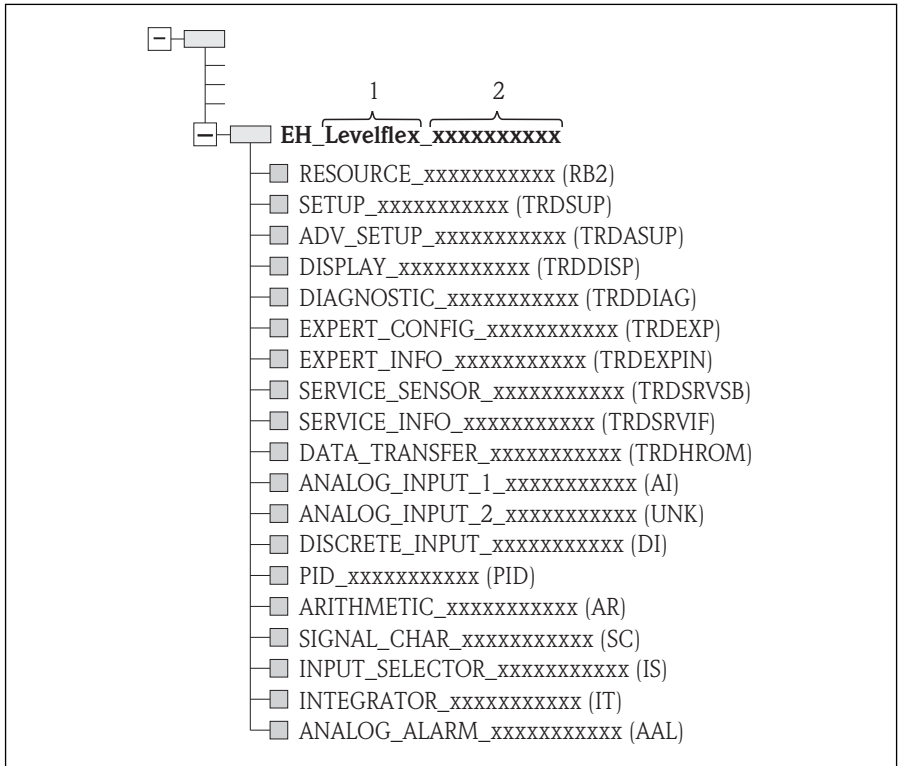 1 2
EH_Levelflex_xxxxxxxxxx
RESOURCE_xxxxxxxxxxx (RB2)
SETUP_xxxxxxxxxxx (TRDSUP)
ADV_SETUP_xxxxxxxxxxx (TRDASUP)
DISPLAY_xxxxxxxxxxx (TRDDISP)
DIAGNOSTIC_xxxxxxxxxxx (TRDDIAG)
EXPERT_CONFIG_xxxxxxxxxxx (TRDEXP)
EXPERT_INFO_xxxxxxxxxxx (TRDEXPIN)
SERVICE_SENSOR_xxxxxxxxxxx (TRDSRVSB)
SERVICE_INFO_xxxxxxxxxxx (TRDSRVIF)
DATA_TRANSFER_xxxxxxxxxxx (TRDHROM)
ANALOG_INPUT_1_xxxxxxxxxxx (AI)
ANALOG_INPUT_2_xxxxxxxxxxx (UNK)
DISCRETE_INPUT_xxxxxxxxxxx (DI)
PID_xxxxxxxxxxx (PID)
ARITHMETIC_xxxxxxxxxxx (AR)
SIGNAL_CHAR_xxxxxxxxxxx (SC)
INPUT_SELECTOR_xxxxxxxxxxx (IS)
INTEGRATOR_xxxxxxxxxxx (IT)
ANALOG_ALARM_xxxxxxxxxxx (AAL)